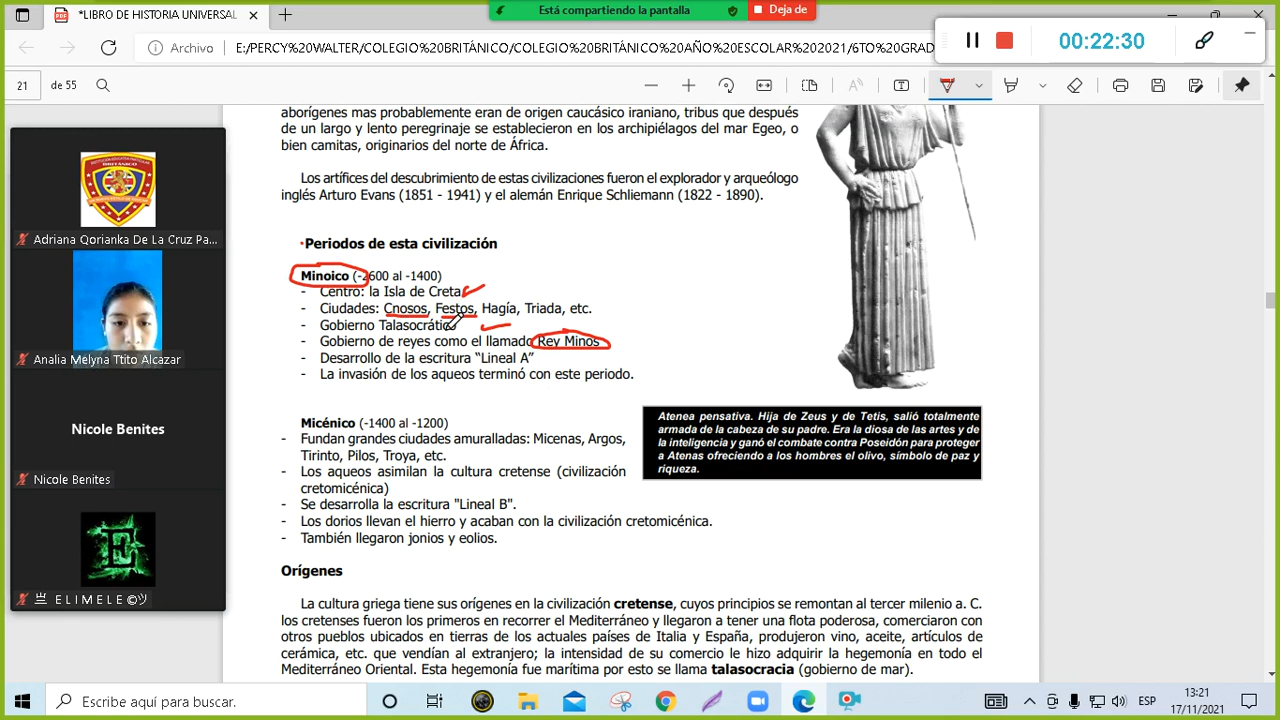 *LIBRO DE HISTORIA UNIVERSAL
Está compartiendo la pantalla
Deja de
Archivo
E:/PERCY%20WALTER/COLEGIO%20BRITÁNICO/COLEGIO%20BRITÁNICO%20AÑO%20ESCOLAR%202021/6TO%20GRAD
00:22:30
21
de 55
aborígenes mas probablemente eran de origen caucásico iraniano, tribus que después
de un largo y lento peregrinaje se establecieron en los archipiélagos del mar Egeo, o
bien camitas, originarios del norte de África.
Los artífices del descubrimiento de estas civilizaciones fueron el explorador y arqueólogo
inglés Arturo Evans (1851 - 1941) y el alemán Enrique Schliemann (1822 - 1890).
Periodos de esta civilización
Minoico (-2600 al -1400)
- Centro: la Isla de Creta
- Ciudades: Cnosos, Festos, Hagía, Triada, etc.
- Gobierno Talasocrátic
- Gobierno de reyes como el llamado Rey Minos
- Desarrollo de la escritura “Lineal A”
- La invasión de los aqueos terminó con este periodo.
Micénico (-1400 al -1200)
- Fundan grandes ciudades amuralladas: Micenas, Argos,
Tirinto, Pilos, Troya, etc.
- Los aqueos asimilan la cultura cretense (civilización
cretomicénica)
- Se desarrolla la escritura "Lineal B".
- Los dorios llevan el hierro y acaban con la civilización cretomicénica.
- También llegaron jonios y eolios.
Atenea pensativa. Hija de Zeus y de Tetis, salió totalmente
armada de la cabeza de su padre. Era la diosa de las artes y de
la inteligencia y ganó el combate contra Poseidón para proteger
a Atenas ofreciendo a los hombres el olivo, símbolo de paz y
riqueza.
Orígenes
La cultura griega tiene sus orígenes en la civilización cretense, cuyos principios se remontan al tercer milenio a. C.
los cretenses fueron los primeros en recorrer el Mediterráneo y llegaron a tener una flota poderosa, comerciaron con
otros pueblos ubicados en tierras de los actuales países de Italia y España, produjeron vino, aceite, artículos de
cerámica, etc. que vendían al extranjero; la intensidad de su comercio le hizo adquirir la hegemonía en todo el
Mediterráneo Oriental. Esta hegemonía fue marítima por esto se llama talasocracia (gobierno de mar).
BRITÁNICO
Adriana Qorianka De La Cruz Pa...
Analia Melyna Ttito Alcazar
Nicole Benites
Nicole Benites
E
E L I M E L E ©ツ
Escribe aquí para buscar.
ESP
13:21
17/11/2021